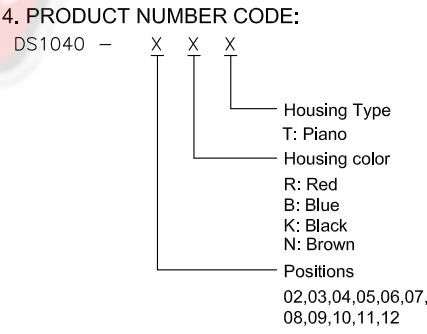 4. PRODUCT NUMBER CODE:
DS1040 - X X X
Housing Type
T: Piano
Housing color
R: Red
B: Blue
K: Black
N: Brown
Positions
02,03,04,05,06,07,
08,09,10,11,12